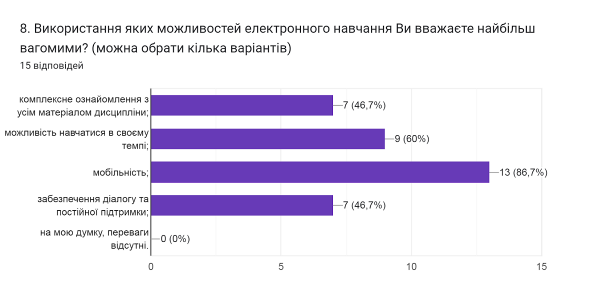 8. Використання яких можливостей електронного навчання Ви вважаєте найбільш
вагомими? (можна обрати кілька варіантів)
15 відповідей
комплексне ознайомлення з
усім матеріалом дисципліни;
7 (46,7%)
можливість навчатися в своєму
темпі;
9 (60%)
мобільність;
13 (86,7%)
забезпечення діалогу та
постійної підтримки;
7 (46,7%)
на мою думку, переваги
відсутні.
0 (0%)
0
5
10
15